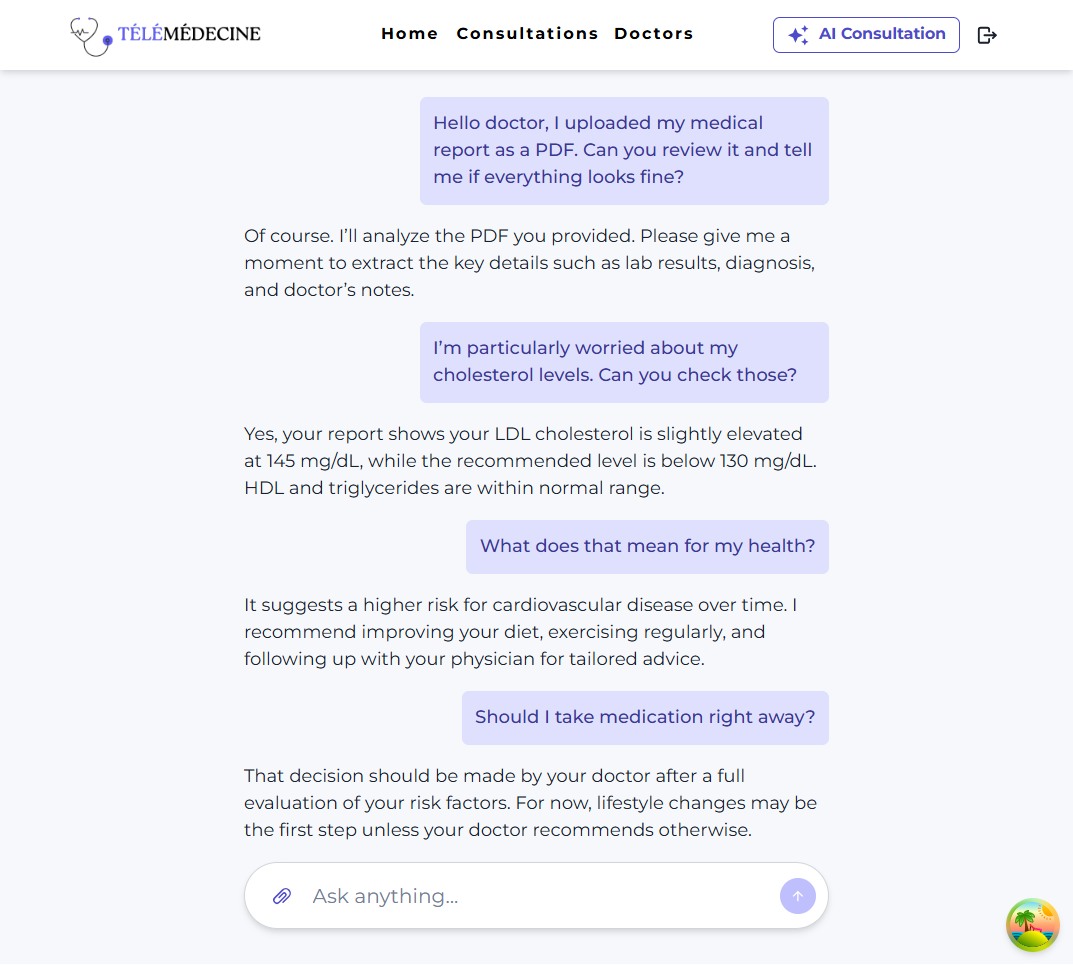 TÉLÉMÉDECINE
Home Consultations Doctors
AI Consultation
Hello doctor, I uploaded my medical
report as a PDF. Can you review it and tell
me if everything looks fine?
Of course. I’ll analyze the PDF you provided. Please give me a
moment to extract the key details such as lab results, diagnosis,
and doctor’s notes.
I’m particularly worried about my
cholesterol levels. Can you check those?
Yes, your report shows your LDL cholesterol is slightly elevated
at 145 mg/dL, while the recommended level is below 130 mg/dL.
HDL and triglycerides are within normal range.
What does that mean for my health?
It suggests a higher risk for cardiovascular disease over time. I
recommend improving your diet, exercising regularly, and
following up with your physician for tailored advice.
Should I take medication right away?
That decision should be made by your doctor after a full
evaluation of your risk factors. For now, lifestyle changes may be
the first step unless your doctor recommends otherwise.
Ask anything...